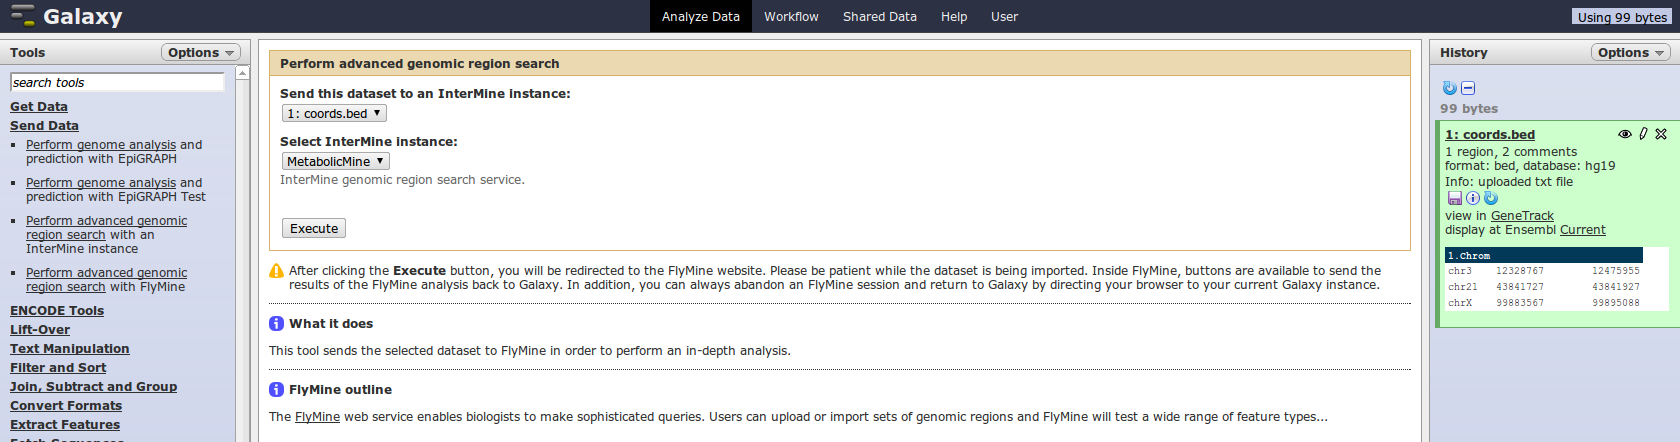 Galaxy
Analyze Data Workflow Shared Data Help User
Using 99 bytes
Tools Options
search tools
Get Data
Send Data
Perform genome analysis and
prediction with EpiGRAPH
Perform genome analysis and
prediction with EpiGRAPH Test
Perform advanced genomic
region search with an
InterMine instance
Perform advanced genomic
region search with FlyMine
ENCODE Tools
Lift-Over
Text Manipulation
Filter and Sort
Join, Subtract and Group
Convert Formats
Extract Features
Fetch Sequences
Perform advanced genomic region search
Send this dataset to an InterMine instance:
1: coords.bed
Select InterMine instance:
MetabolicMine
InterMine genomic region search service.
Execute
After clicking the Execute button, you will be redirected to the FlyMine website. Please be patient while the dataset is being imported. Inside FlyMine, buttons are available to send the
results of the FlyMine analysis back to Galaxy. In addition, you can always abandon an FlyMine session and return to Galaxy by directing your browser to your current Galaxy instance.
What it does
This tool sends the selected dataset to FlyMine in order to perform an in-depth analysis.
FlyMine outline
The FlyMine web service enables biologists to make sophisticated queries. Users can upload or import sets of genomic regions and FlyMine will test a wide range of feature types...
History Options
99 bytes
1: coords.bed
1 region, 2 comments
format: bed, database: hg19
Info: uploaded txt file
view in GeneTrack
display at Ensembl Current
1.Chrom
chr3 12328767 12475955
chr21 43841727 43841927
chrX 99883567 99895088